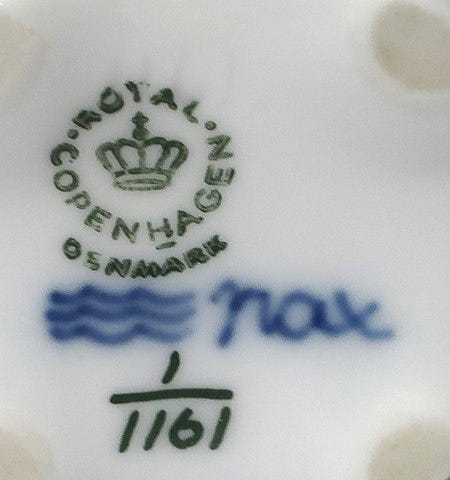 ROYAL
COPENHAGEN
DENMARK
nax
1
1161